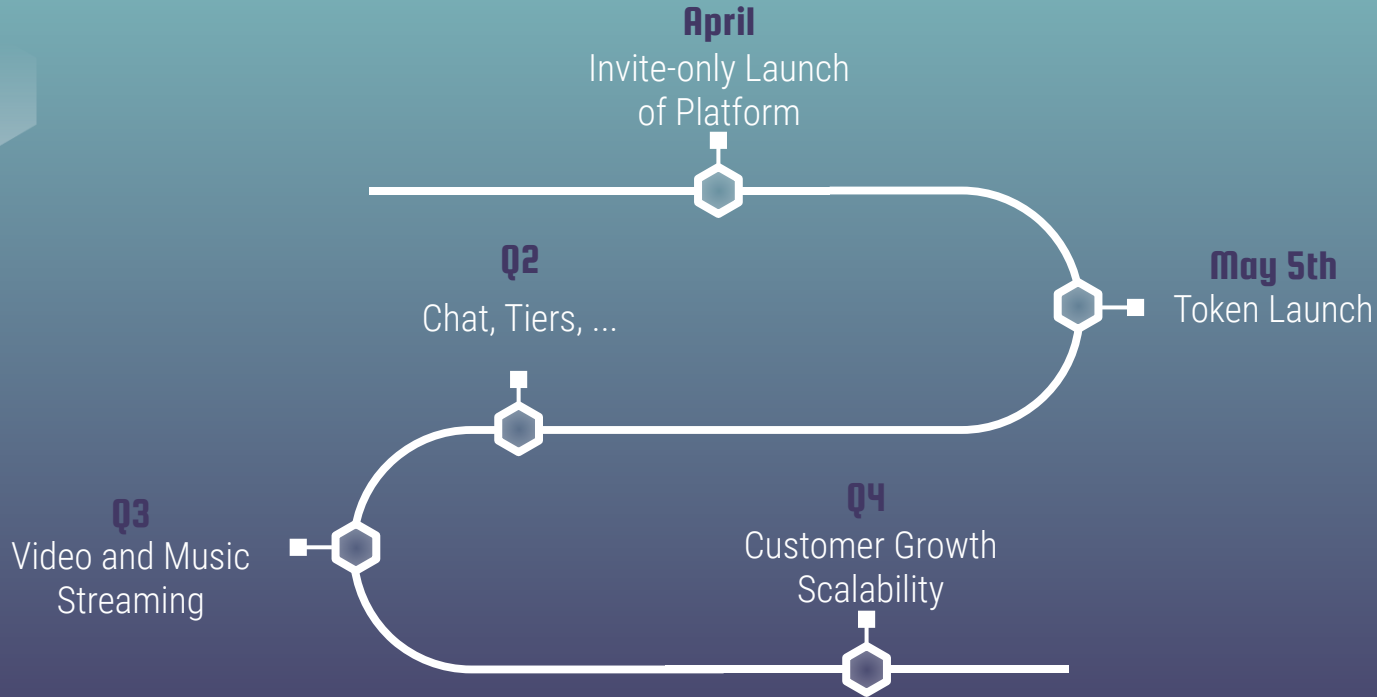 April
Invite-only Launch
of Platform
May 5th
Token Launch
Q2
Chat, Tiers, ...
Q3
Video and Music
Streaming
Q4
Customer Growth
Scalability